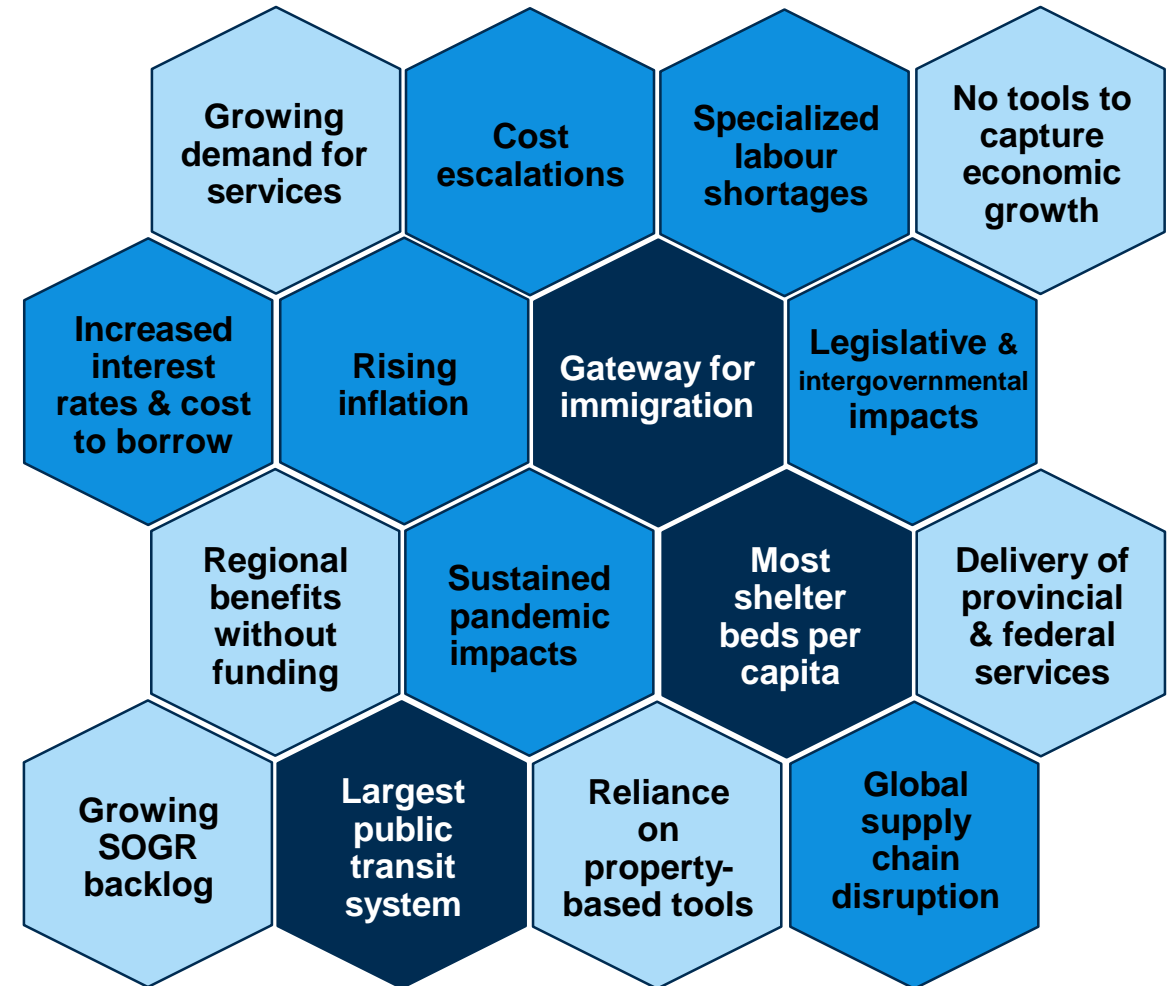 Growing
demand for
services
Cost
escalations
Specialized
labour
shortages
No tools to
capture
economic
growth
Increased
interest
rates & cost
to borrow
Rising
inflation
Gateway for
immigration
Legislative &
intergovernmental
impacts
Regional
benefits
without
funding
Sustained
pandemic
impacts
Most
shelter
beds per
capita
Delivery of
provincial
& federal
services
Growing
SOGR
backlog
Largest
public
transit
system
Reliance
on
property-
based tools
Global
supply
chain
disruption